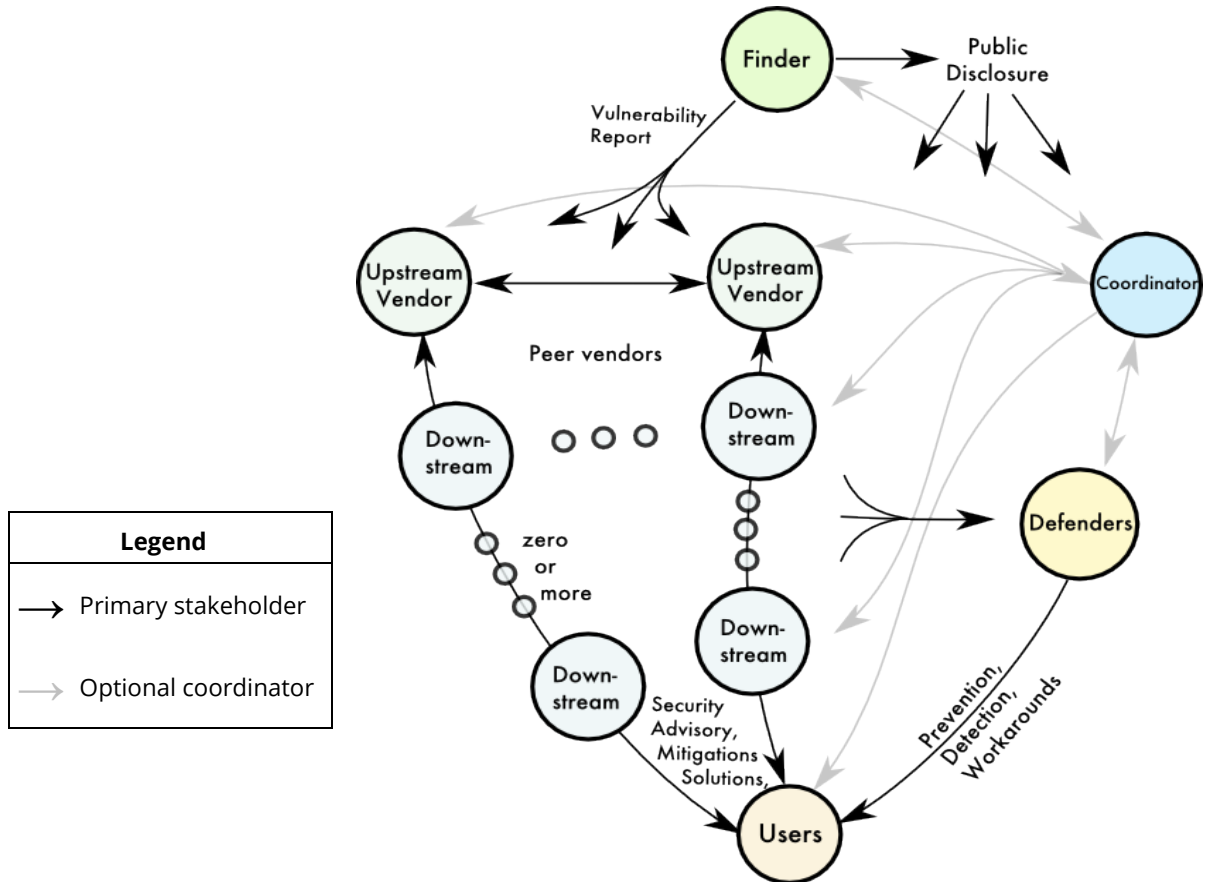 Finder
Public
Disclosure
Vulnerability
Report
Upstream
Vendor
Upstream
Vendor
Coordinator
Peer vendors
Down-
stream
Down-
stream
Defenders
zero
or
more
Legend
Primary stakeholder
Optional coordinator
Down-
stream
Down-
stream
Security
Advisory,
Mitigations
Solutions,
Prevention,
Detection,
Workarounds
Users